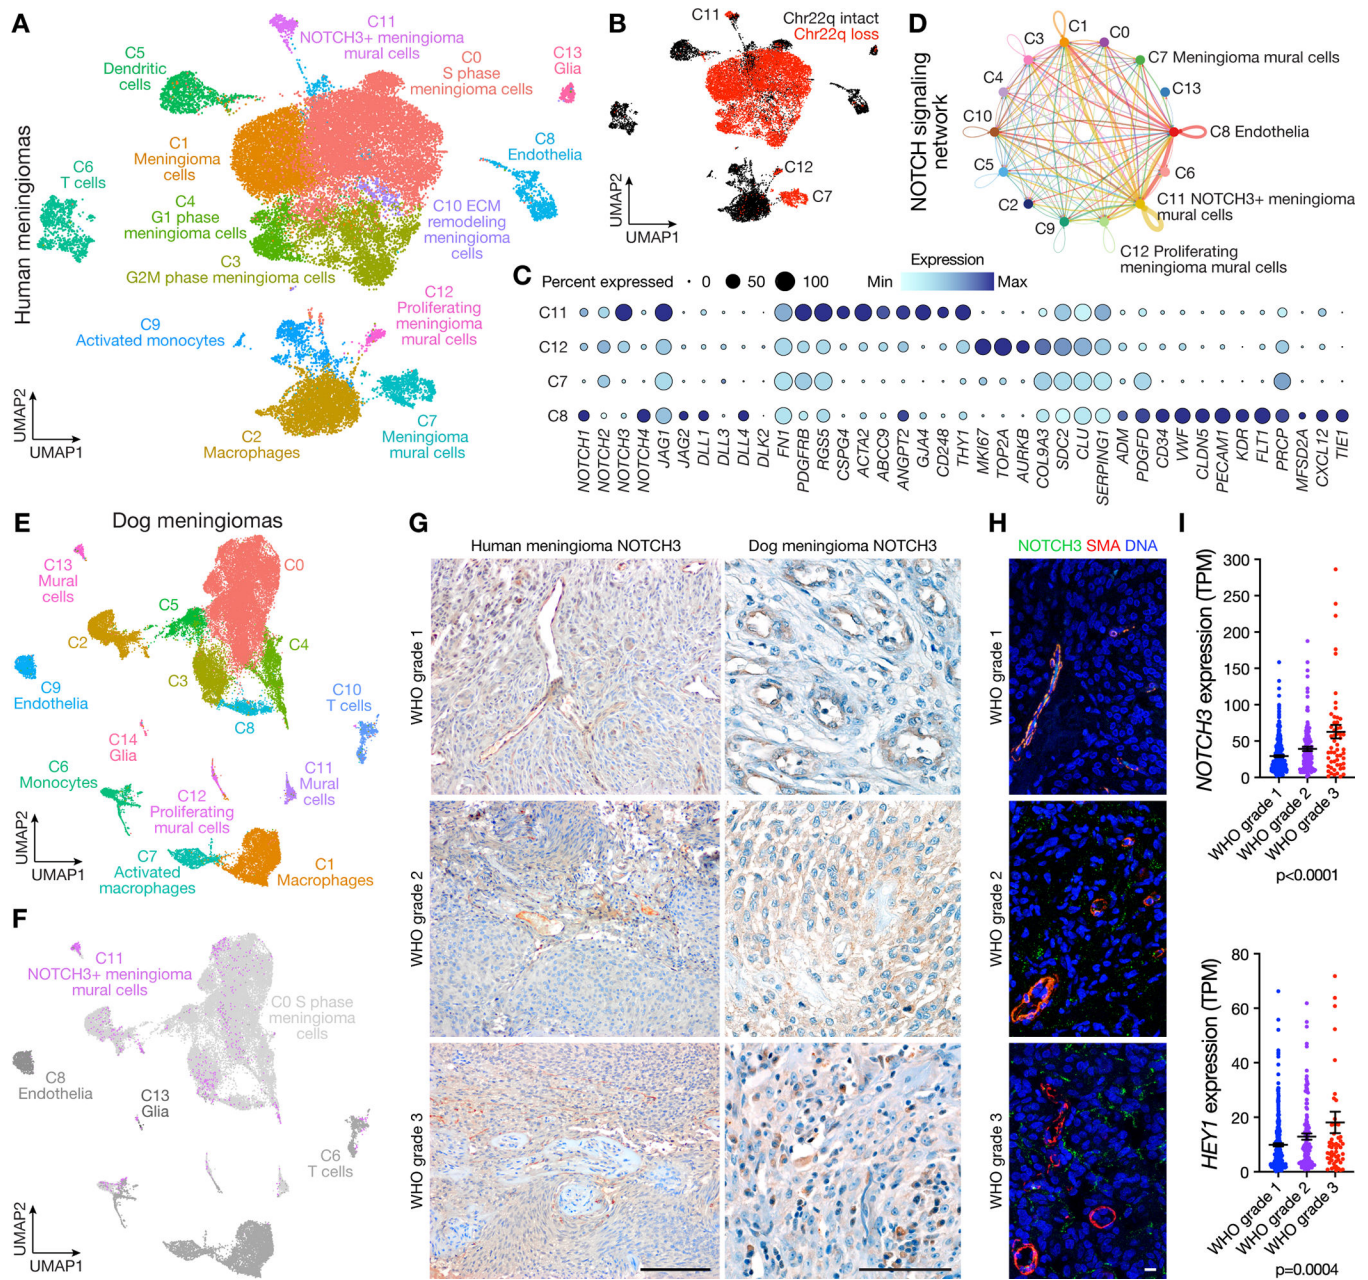 A
Human meningiomas
C11
NOTCH3+ meningioma
mural cells
C5
Dendritic
cells
C0
S phase
meningioma cells
C13
Glia
C1
Meningioma
cells
C8
Endothelia
C6
T cells
C4
G1 phase
meningioma cells
C10 ECM
remodeling
meningioma
cells
C3
G2M phase meningioma cells
C12
Proliferating
meningioma
mural cells
C9
Activated monocytes
C2
Macrophages
C7
Meningioma
mural cells
UMAP2
UMAP1
B
C11
Chr22q intact
Chr22q loss
C12
C7
UMAP2
UMAP1
D
NOTCH signaling
network
C1
C0
C3
C7 Meningioma mural cells
C4
C13
C10
C8 Endothelia
C5
C6
C2
C11 NOTCH3+ meningioma
mural cells
C9
C12 Proliferating
meningioma mural cells
C
Percent expressed
0
50
100
Expression
Min
Max
C11
C12
C7
C8
NOTCH1
NOTCH2
NOTCH3
NOTCH4
JAG1
JAG2
DLL1
DLL3
DLL4
DLK2
FN1
PDGFRB
RGS5
CSPG4
ACTA2
ABCC9
ANGPT2
GJA4
CD248
THY1
MKI67
TOP2A
AURKB
COL9A3
SDC2
CLU
SERPING1
ADM
PDGFD
CD34
VWF
CLDN5
PECAM1
KDR
FLT1
PRCP
MFSD2A
CXCL12
TIE1
E
Dog meningiomas
C13
Mural
cells
C0
C5
C2
C4
C3
C9
Endothelia
C8
C10
T cells
C14
Glia
C6
Monocytes
C11
Mural
cells
C12
Proliferating
mural cells
C7
Activated
macrophages
C1
Macrophages
UMAP2
UMAP1
F
C11
NOTCH3+ meningioma
mural cells
C0 S phase
meningioma
cells
C8
Endothelia
C13
Glia
C6
T cells
UMAP2
UMAP1
G
Human meningioma NOTCH3
Dog meningioma NOTCH3
WHO grade 1
WHO grade 2
WHO grade 3
H
NOTCH3 SMA DNA
WHO grade 1
WHO grade 2
WHO grade 3
I
NOTCH3 expression (TPM)
300
250
200
150
100
50
0
WHO grade 1
WHO grade 2
WHO grade 3
p<0.0001
HEY1 expression (TPM)
80
60
40
20
0
WHO grade 1
WHO grade 2
WHO grade 3
p=0.0004